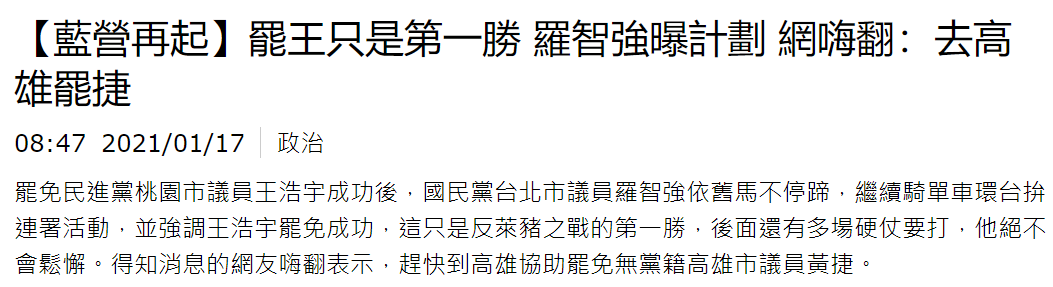 【藍營再起】罷王只是第一勝 羅智強曝計劃 網嗨翻：去高
雄罷捷
08:47 2021/01/17 政治
罷免民進黨桃園市議員王浩宇成功後，國民黨台北市議員羅智強依舊馬不停蹄，繼續騎單車環台拚
連署活動，並強調王浩宇罷免成功，這只是反萊豬之戰的第一勝，後面還有多場硬仗要打，他絕不
會鬆懈。得知消息的網友嗨翻表示，趕快到高雄協助罷免無黨籍高雄市議員黃捷。